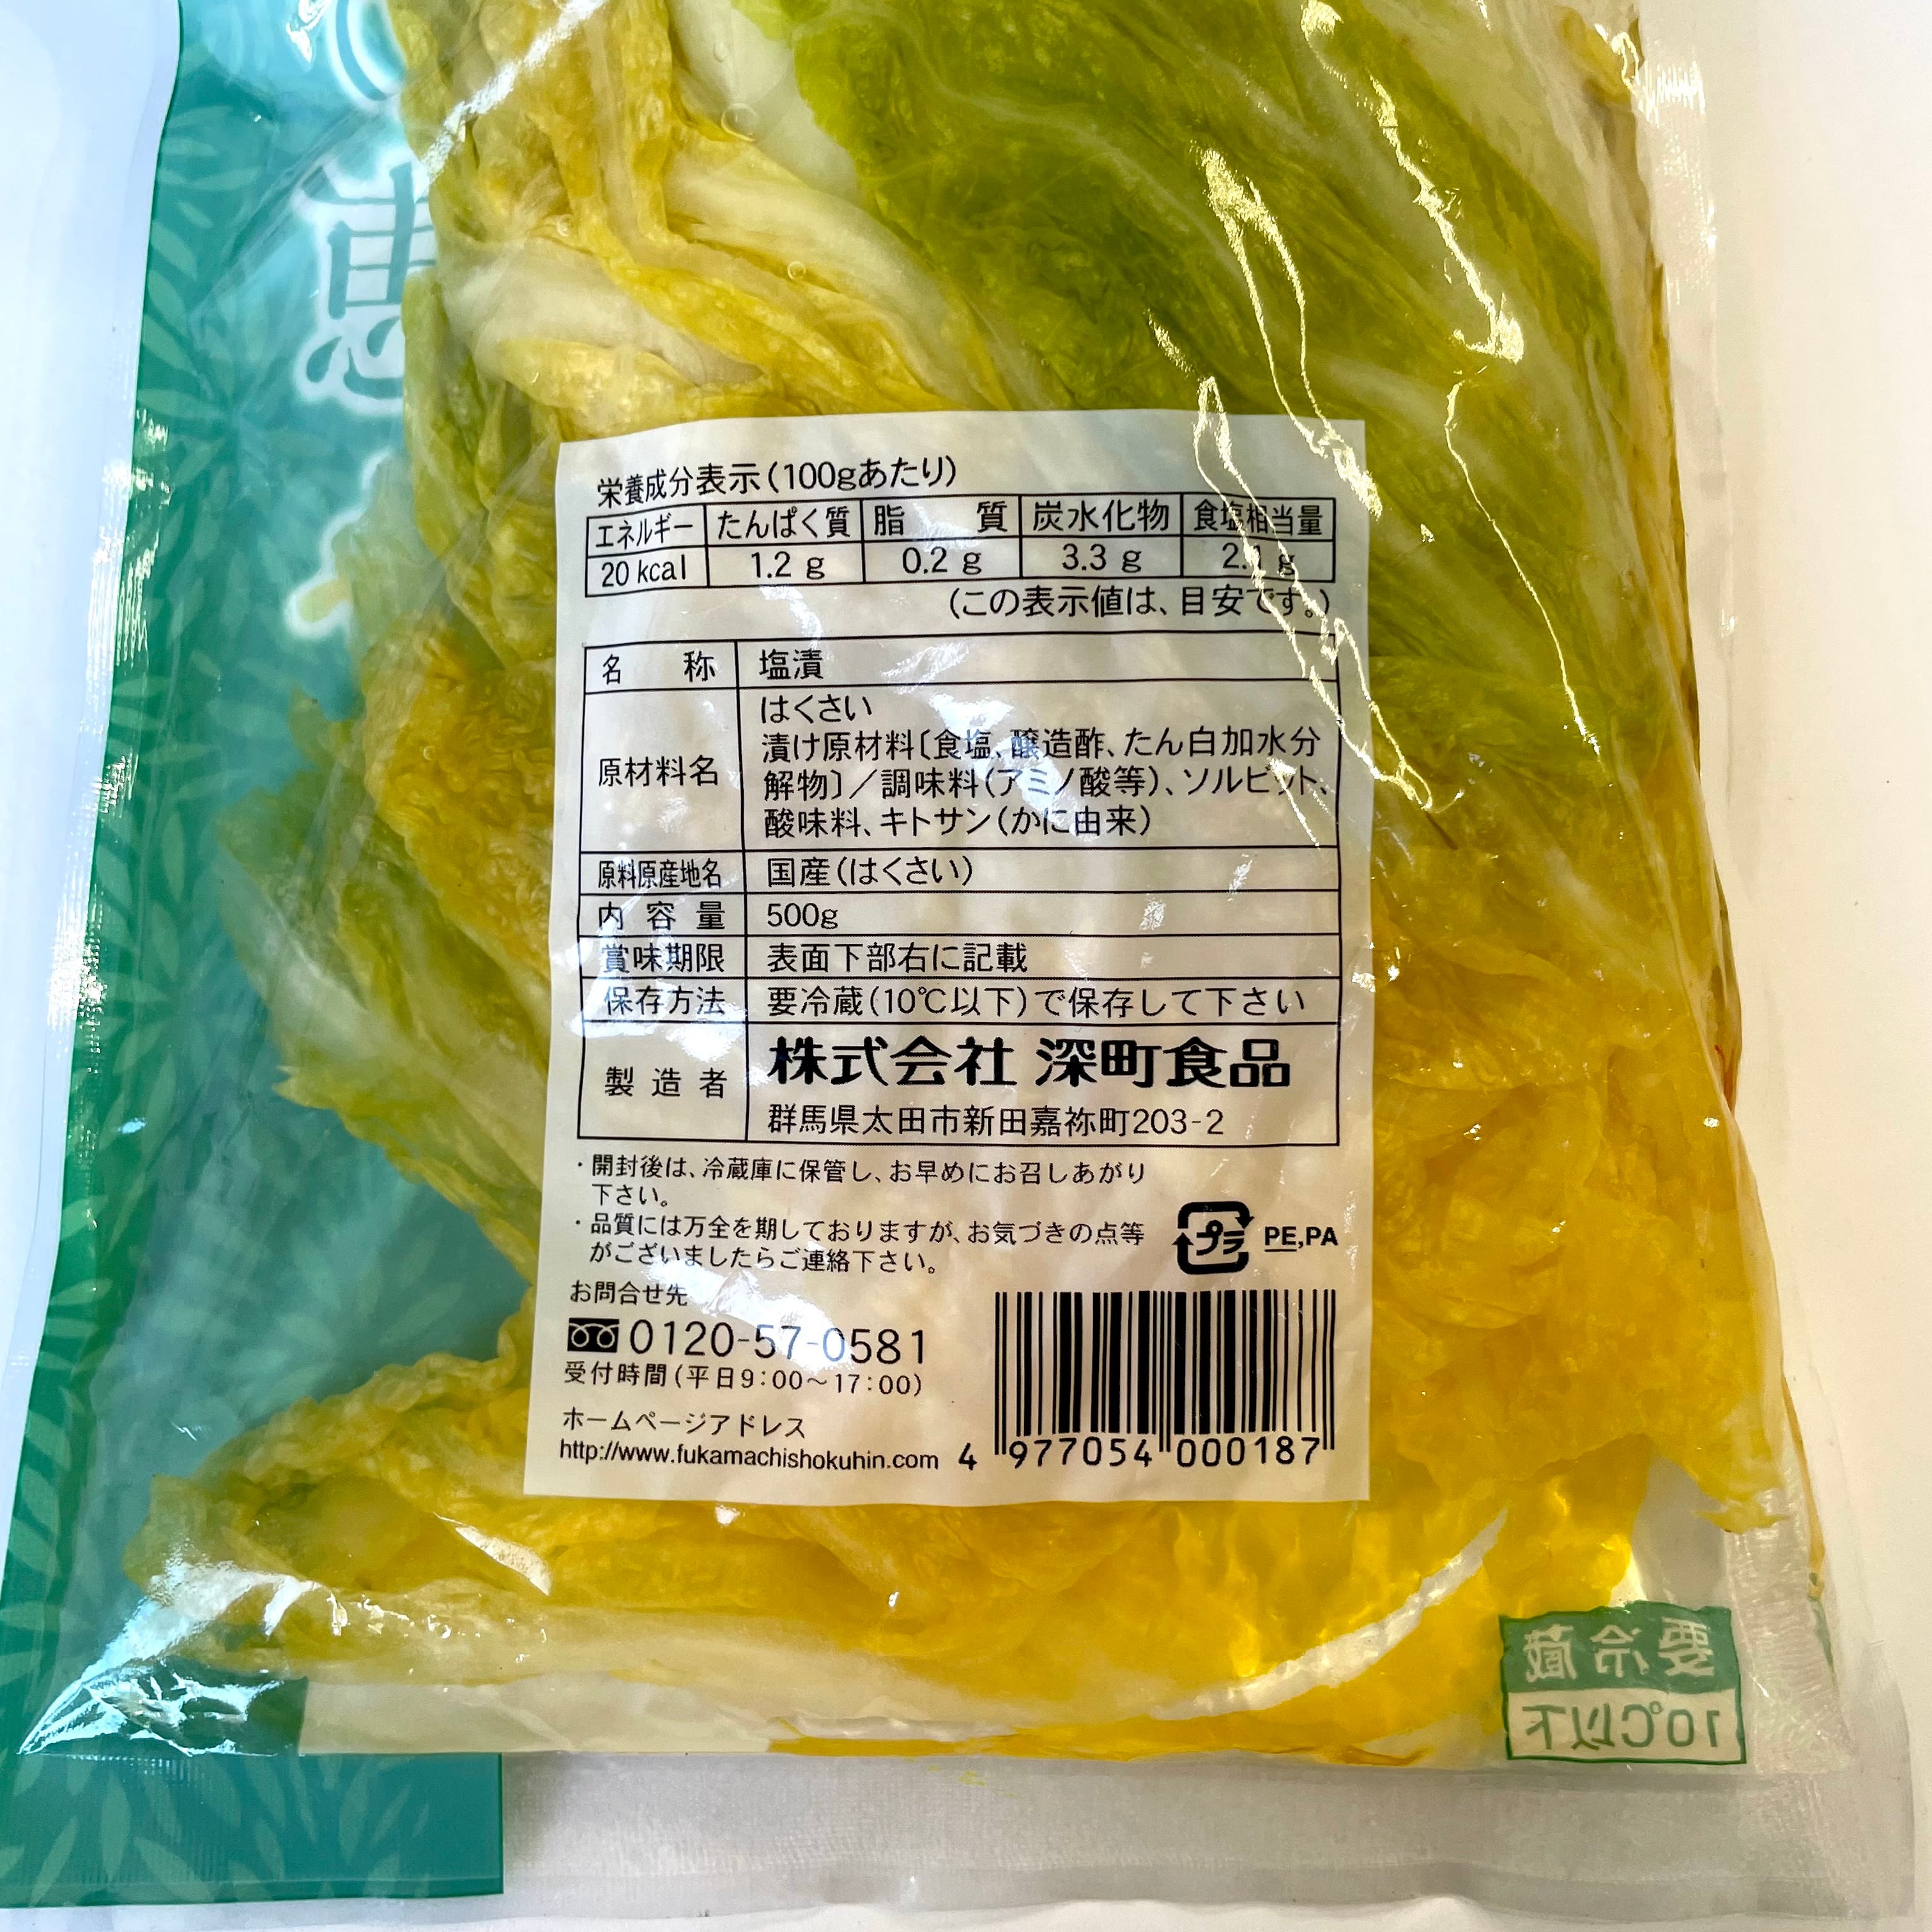 恵
栄養成分表示(100gあたり)
エネルギー たんぱく質 脂 質 炭水化物 食塩相当量
20 kcal 1.2 g 0.2 g 3.3 g 2.1 g
(この表示値は、目安です。)
名 称 塩漬
原材料名 はくさい
漬け原材料〔食塩、醸造酢、たん白加水分
解物〕／調味料(アミノ酸等)、ソルビット、
酸味料、キトサン(かに由来)
原料原産地名 国産(はくさい)
内容量 500g
賞味期限 表面下部右に記載
保存方法 要冷蔵(10℃以下)で保存して下さい
製造者 株式会社 深町食品
群馬県太田市新田嘉祢町203-2
・開封後は、冷蔵庫に保管し、お早めにお召しあがり
下さい。
・品質には万全を期しておりますが、お気づきの点等
がございましたらご連絡下さい。
プラ PE,PA
お問合せ先
0120-57-0581
受付時間(平日9:00〜17:00)
ホームページアドレス
http://www.fukamachishokuhin.com
4 977054 000187
要冷蔵
10℃以下